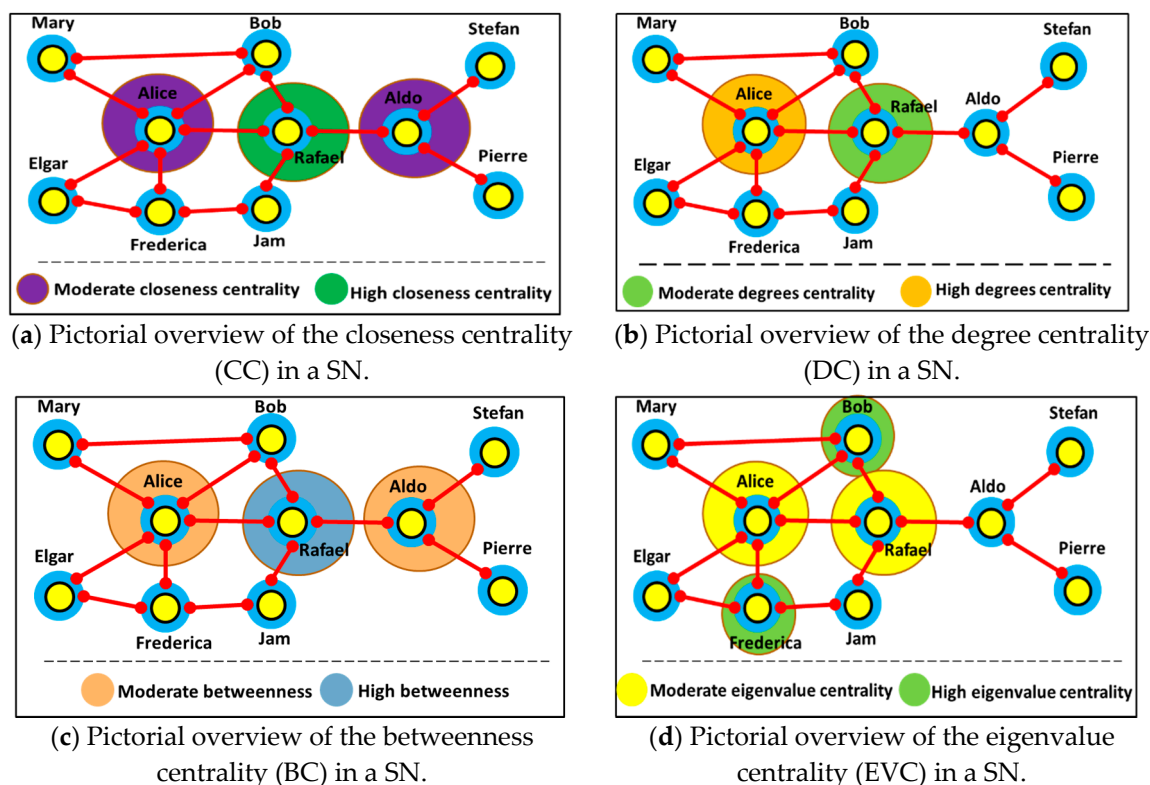 Mary
Bob
Stefan
Alice
Aldo
Rafael
Elgar
Pierre
Frederica
Jam
Moderate closeness centrality
High closeness centrality
(a) Pictorial overview of the closeness centrality
(CC) in a SN.
Mary
Bob
Stefan
Alice
Rafael
Aldo
Elgar
Pierre
Frederica
Jam
Moderate degrees centrality
High degrees centrality
(b) Pictorial overview of the degree centrality
(DC) in a SN.
Mary
Bob
Stefan
Alice
Aldo
Rafael
Elgar
Pierre
Frederica
Jam
Moderate betweenness
High betweenness
(c) Pictorial overview of the betweenness
centrality (BC) in a SN.
Mary
Bob
Stefan
Alice
Aldo
Rafael
Elgar
Pierre
Frederica
Jam
Moderate eigenvalue centrality
High eigenvalue centrality
(d) Pictorial overview of the eigenvalue
centrality (EVC) in a SN.